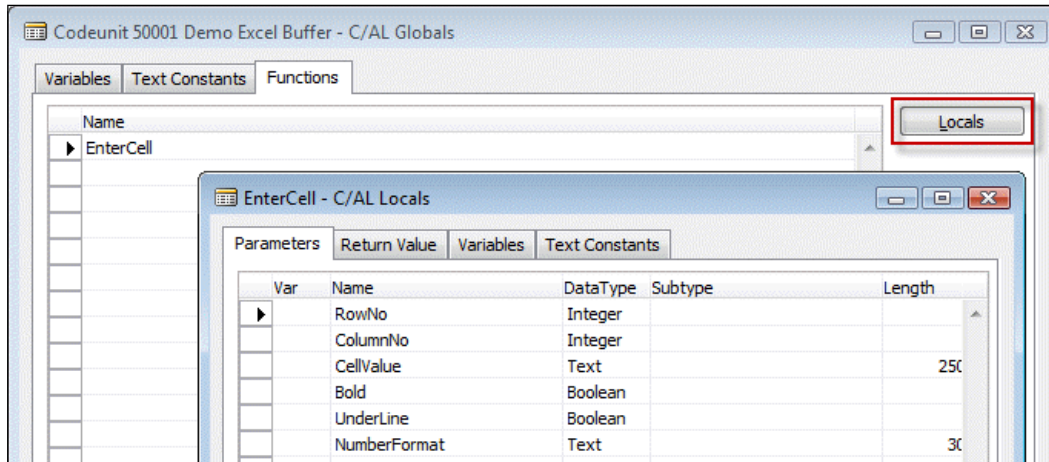 Codeunit 50001 Demo Excel Buffer - C/AL Globals
Variables Text Constants Functions
Name Locals
EnterCell
EnterCell - C/AL Locals
Parameters Return Value Variables Text Constants
Var Name DataType Subtype Length
RowNo Integer
ColumnNo Integer
CellValue Text 250
Bold Boolean
UnderLine Boolean
NumberFormat Text 30